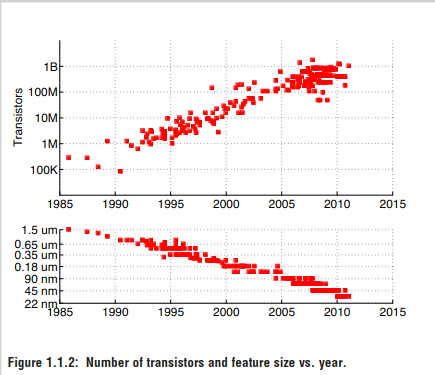 Transistors
1B
100M
10M
1M
100K
1985 1990 1995 2000 2005 2010 2015
1.5 um
0.65 um
0.35 um
0.18 um
90 nm
45 nm
22 nm
1985 1990 1995 2000 2005 2010 2015
Figure 1.1.2: Number of transistors and feature size vs. year.